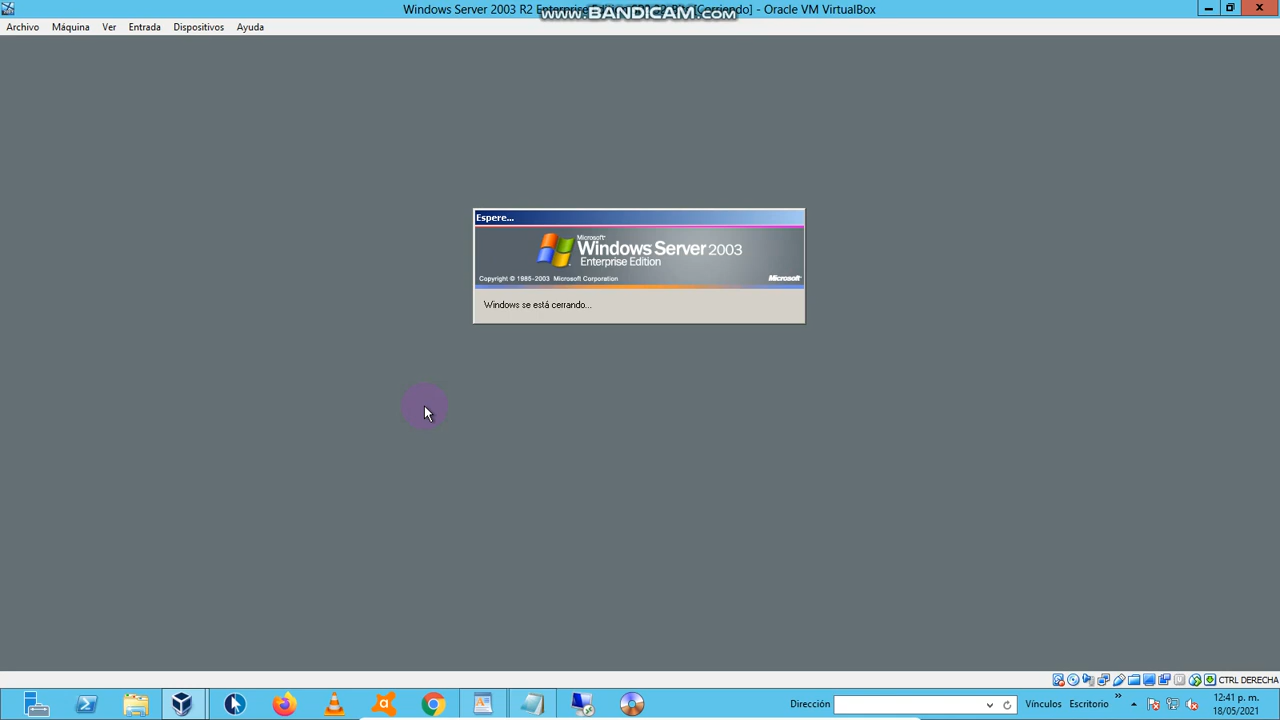 Windows Server 2003 R2 Enterprise
Corriendo] - Oracle VM VirtualBox
www.BANDICAM.com
Archivo Máquina Ver Entrada Dispositivos Ayuda
Espere...
Microsoft®
Windows Server 2003
Enterprise Edition
Copyright © 1985-2003 Microsoft Corporation
Microsoft
Windows se está cerrando...
CTRL DERECHA
Dirección
Vínculos
»
Escritorio
12:41 p. m.
18/05/2021